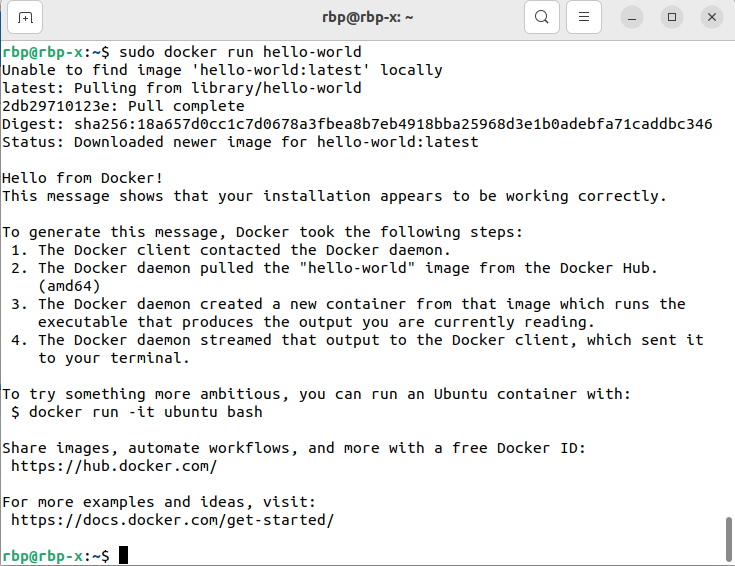 rbp@rbp-x: ~
rbp@rbp-x:~$ sudo docker run hello-world
Unable to find image 'hello-world:latest' locally
latest: Pulling from library/hello-world
2db29710123e: Pull complete
Digest: sha256:18a657d0cc1c7d0678a3fbea8b7eb4918bba25968d3e1b0adebfa71caddbc346
Status: Downloaded newer image for hello-world:latest

Hello from Docker!
This message shows that your installation appears to be working correctly.

To generate this message, Docker took the following steps:
 1. The Docker client contacted the Docker daemon.
 2. The Docker daemon pulled the "hello-world" image from the Docker Hub.
    (amd64)
 3. The Docker daemon created a new container from that image which runs the
    executable that produces the output you are currently reading.
 4. The Docker daemon streamed that output to the Docker client, which sent it
    to your terminal.

To try something more ambitious, you can run an Ubuntu container with:
 $ docker run -it ubuntu bash

Share images, automate workflows, and more with a free Docker ID:
 https://hub.docker.com/

For more examples and ideas, visit:
 https://docs.docker.com/get-started/

rbp@rbp-x:~$